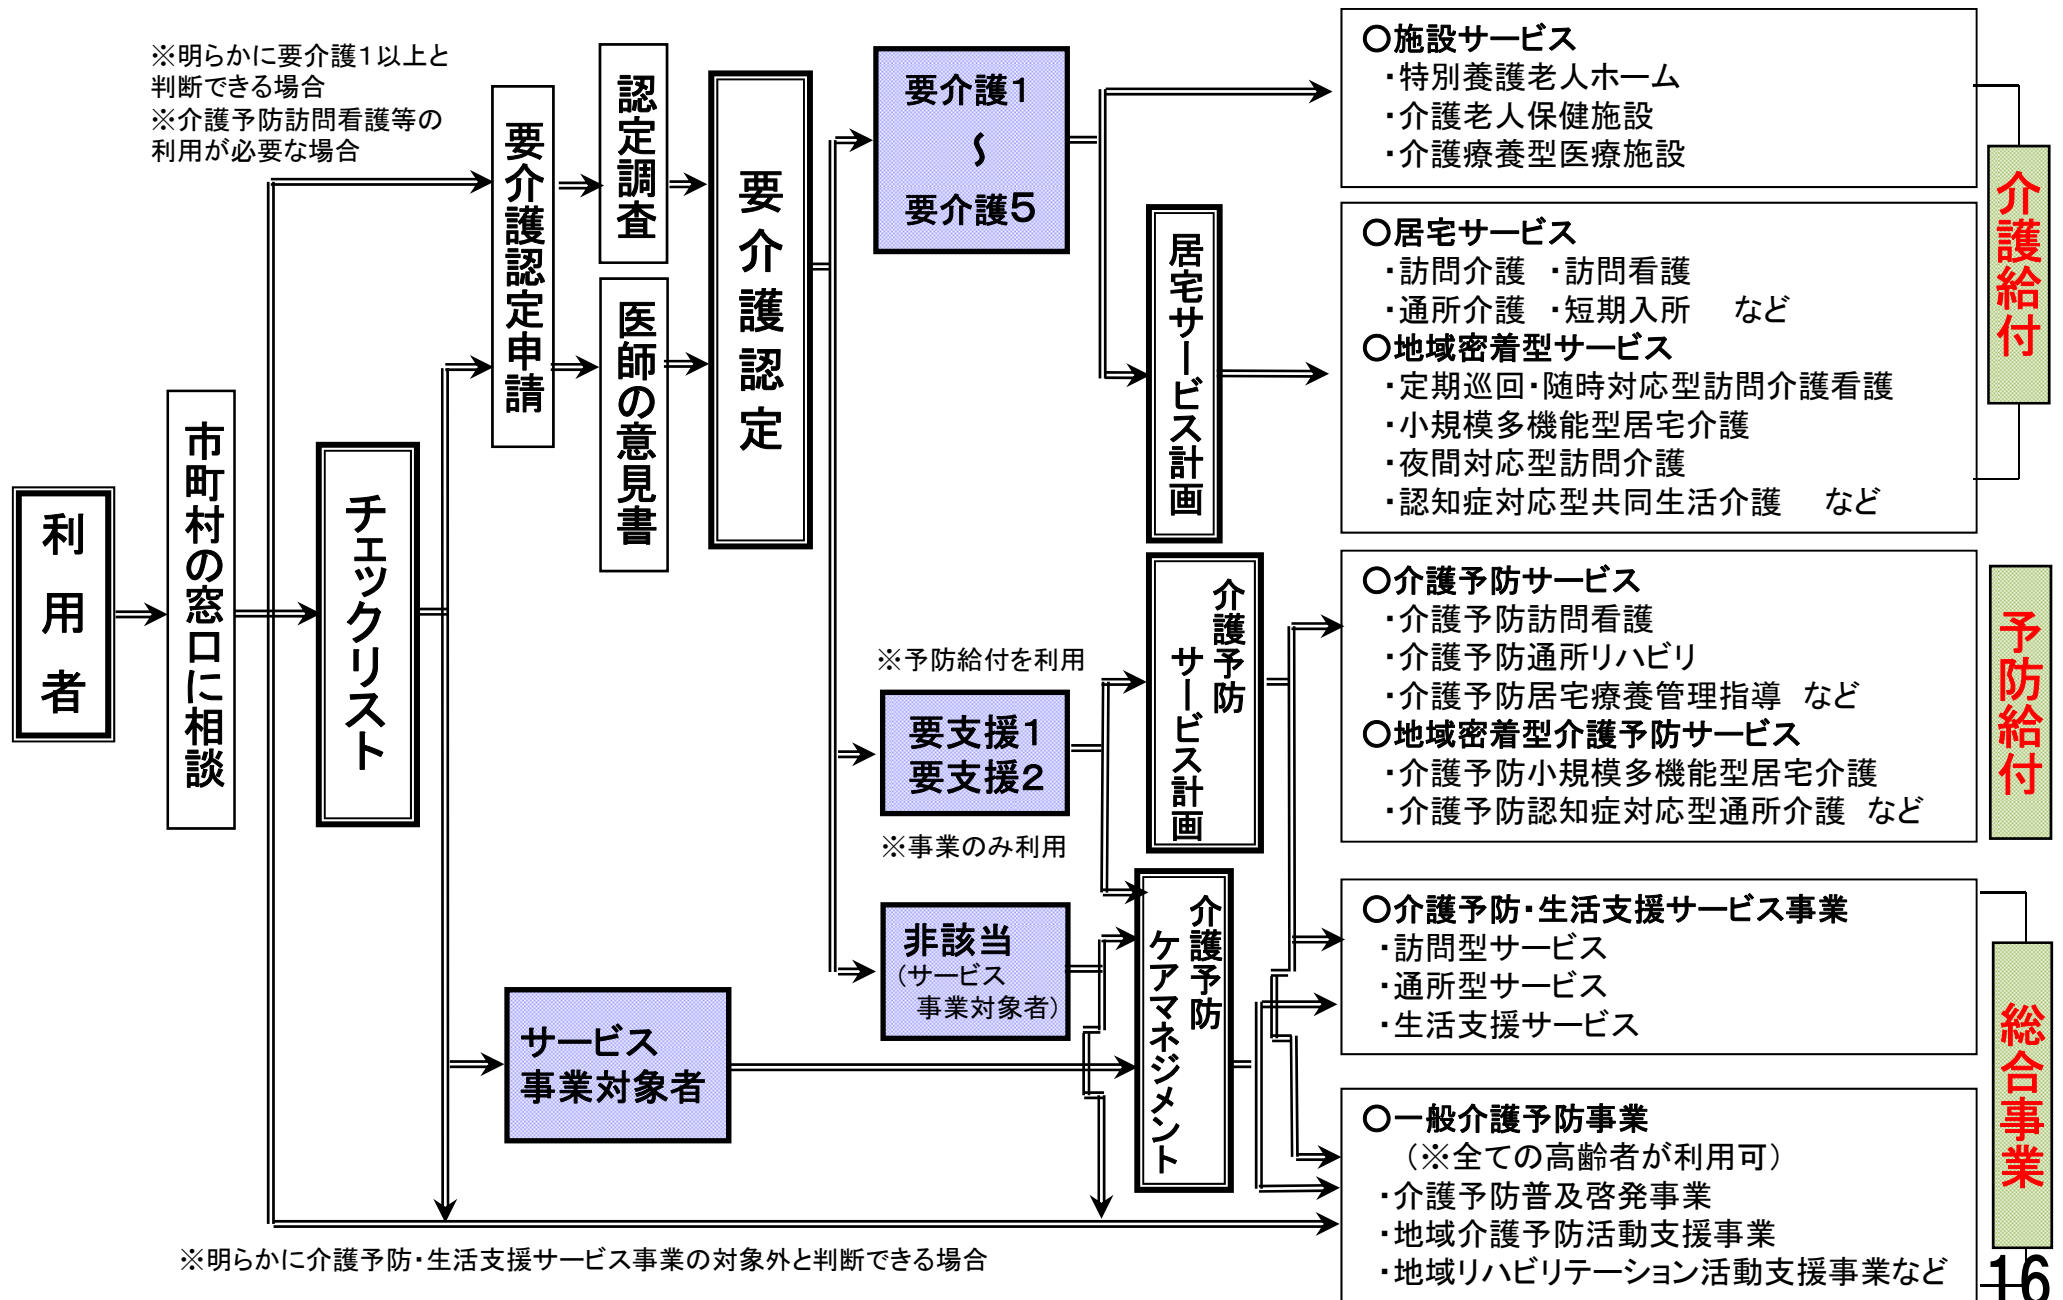 ※明らかに要介護1以上と
判断できる場合
※介護予防訪問看護等の
利用が必要な場合
利用者
市町村の窓口に相談
チェックリスト
要介護認定申請
認定調査
医師の意見書
要介護認定
要介護1
～
要介護5
※予防給付を利用
要支援1
要支援2
※事業のみ利用
非該当
(サービス
事業対象者)
サービス
事業対象者
居宅サービス計画
介護予防
サービス計画
介護予防
ケアマネジメント
○施設サービス
・特別養護老人ホーム
・介護老人保健施設
・介護療養型医療施設
○居宅サービス
・訪問介護 ・訪問看護
・通所介護 ・短期入所 など
○地域密着型サービス
・定期巡回・随時対応型訪問介護看護
・小規模多機能型居宅介護
・夜間対応型訪問介護
・認知症対応型共同生活介護 など
介護給付
○介護予防サービス
・介護予防訪問看護
・介護予防通所リハビリ
・介護予防居宅療養管理指導 など
○地域密着型介護予防サービス
・介護予防小規模多機能型居宅介護
・介護予防認知症対応型通所介護 など
予防給付
○介護予防・生活支援サービス事業
・訪問型サービス
・通所型サービス
・生活支援サービス
○一般介護予防事業
(※全ての高齢者が利用可)
・介護予防普及啓発事業
・地域介護予防活動支援事業
・地域リハビリテーション活動支援事業など
総合事業
※明らかに介護予防・生活支援サービス事業の対象外と判断できる場合
16